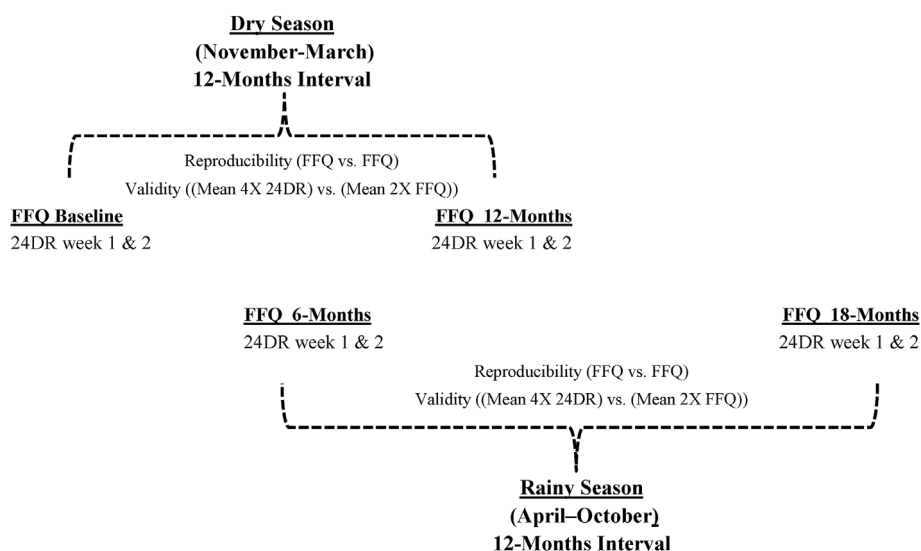 Dry Season
(November-March)
12-Months Interval
Reproducibility (FFQ vs. FFQ)
Validity ((Mean 4X 24DR) vs. (Mean 2X FFQ))
FFQ Baseline
24DR week 1 & 2
FFQ 12-Months
24DR week 1 & 2
FFQ 6-Months
24DR week 1 & 2
FFQ 18-Months
24DR week 1 & 2
Reproducibility (FFQ vs. FFQ)
Validity ((Mean 4X 24DR) vs. (Mean 2X FFQ))
Rainy Season
(April–October)
12-Months Interval